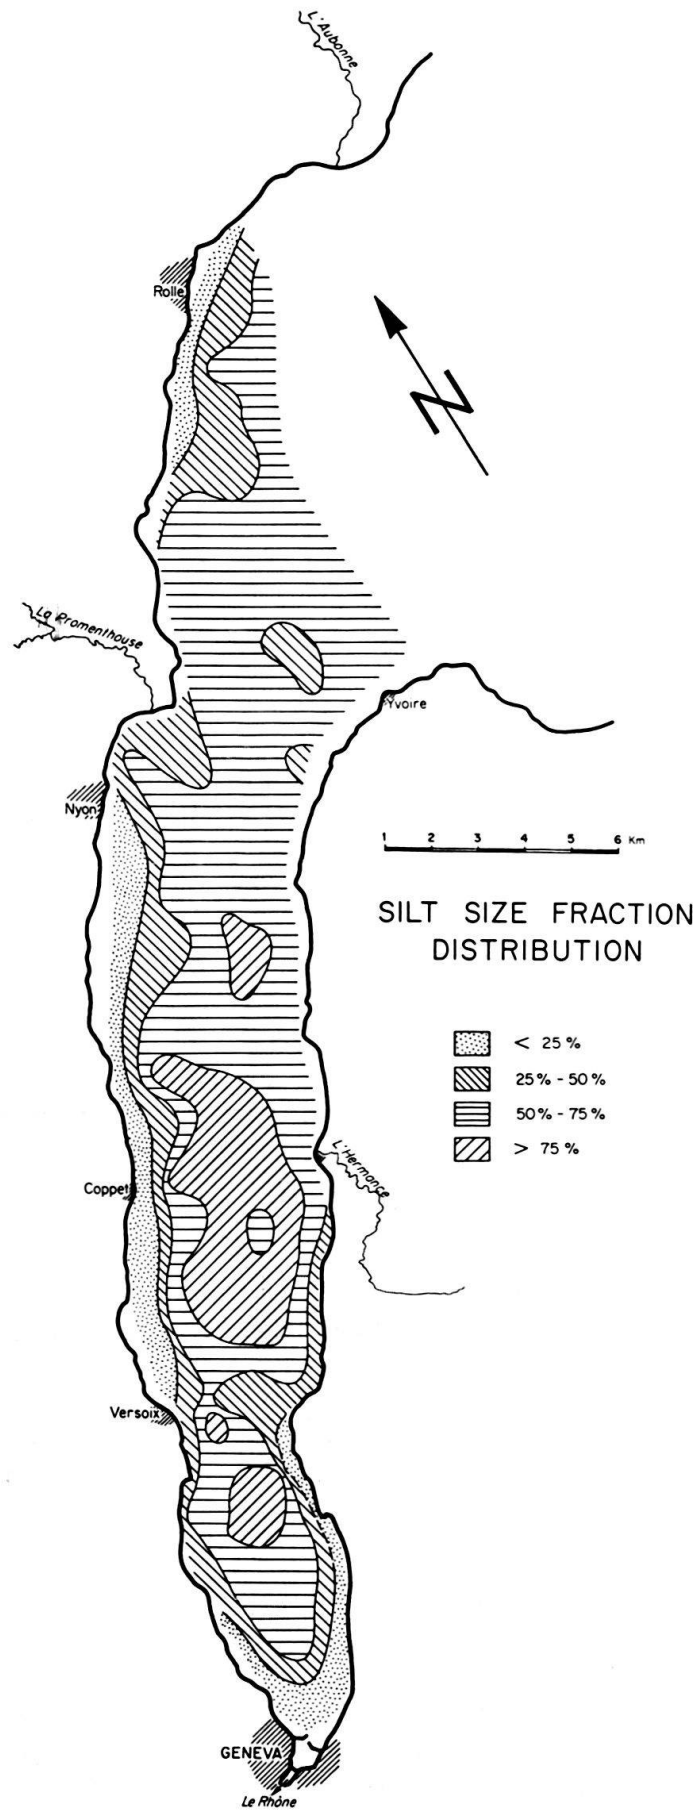 L'Aubonne
Rolle
N
La Promenthouse
Yvoire
Nyon
1 2 3 4 5 6 Km
SILT SIZE FRACTION
DISTRIBUTION
< 25 %
25% - 50 %
50% - 75 %
> 75 %
L'Hermance
Coppet
Versoix
GENEVA
Le Rhône